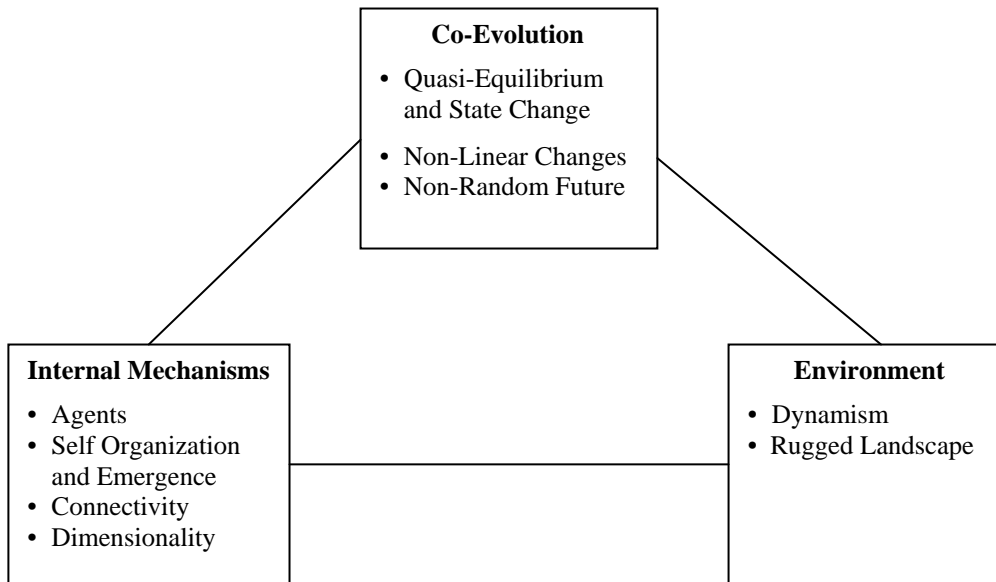 Co-Evolution
• Quasi-Equilibrium
and State Change
• Non-Linear Changes
• Non-Random Future
Internal Mechanisms
• Agents
• Self Organization
and Emergence
• Connectivity
• Dimensionality
Environment
• Dynamism
• Rugged Landscape